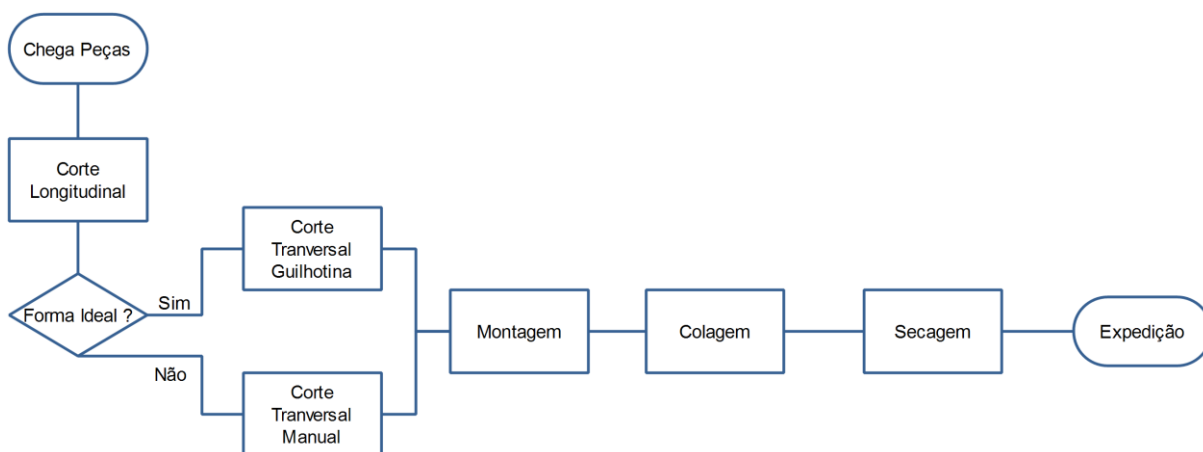 Chega Peças
Corte
Longitudinal
Forma Ideal ?
Sim
Não
Corte
Tranversal
Guilhotina
Corte
Tranversal
Manual
Montagem
Colagem
Secagem
Expedição